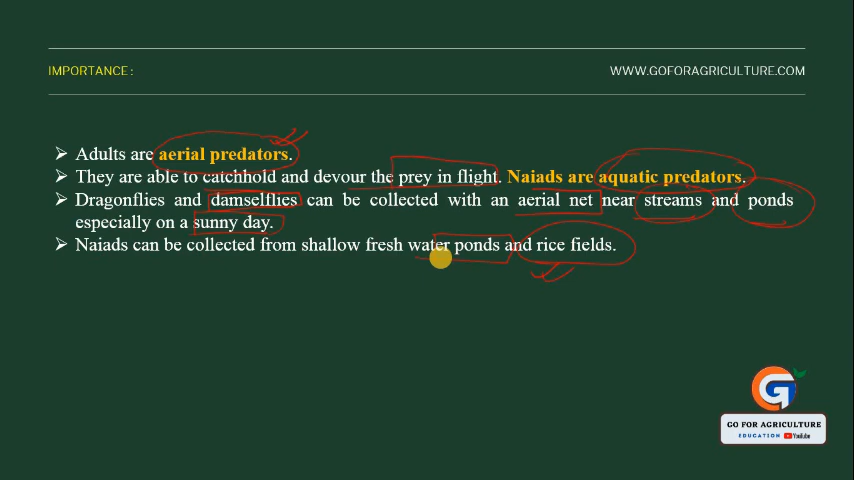 IMPORTANCE :
WWW.GOFORAGRICULTURE.COM
➢ Adults are aerial predators.
➢ They are able to catchhold and devour the prey in flight. Naiads are aquatic predators.
➢ Dragonflies and damselflies can be collected with an aerial net near streams and ponds
especially on a sunny day.
➢ Naiads can be collected from shallow fresh water ponds and rice fields.
G
GO FOR AGRICULTURE
EDUCATION YouTube